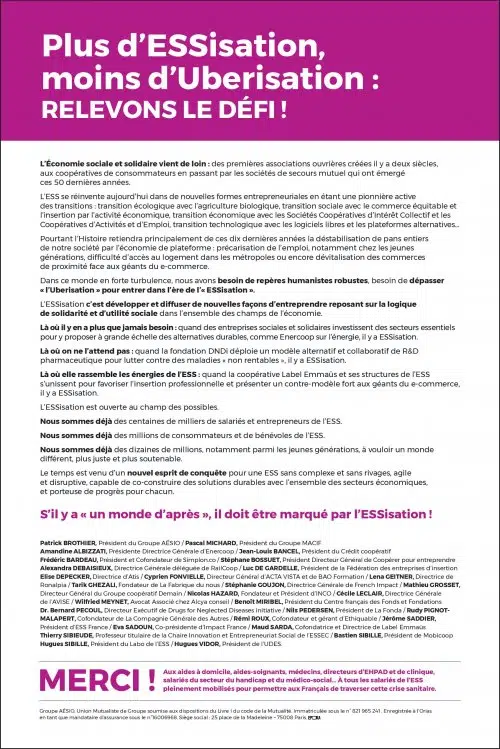 Plus d’ESSisation,
moins d’Uberisation :
RELEVONS LE DÉFI !
L’Économie sociale et solidaire vient de loin : des premières associations ouvrières créées il y a deux siècles,
aux coopératives de consommateurs en passant par les sociétés de secours mutuel qui ont émergé
ces 50 dernières années.
L’ESS se réinvente aujourd’hui dans de nouvelles formes entrepreneuriales en étant une pionnière active
des transitions : transition écologique avec l’agriculture biologique, transition sociale avec le commerce équitable et
l’insertion par l’activité économique, transition économique avec les Sociétés Coopératives d’Intérêt Collectif et les
Coopératives d’Activités et d’Emploi, transition technologique avec les logiciels libres et les plateformes alternatives...
Pourtant l’Histoire retiendra principalement de ces dix dernières années la déstabilisation de pans entiers
de notre société par l’économie de plateforme : précarisation de l’emploi, notamment chez les jeunes
générations, difficulté d’accès au logement dans les métropoles ou encore dévitalisation des commerces
de proximité face aux géants du e-commerce.
Dans ce monde en forte turbulence, nous avons besoin de repères humanistes robustes, besoin de dépasser
« l’Uberisation » pour entrer dans l’ère de l’« ESSisation ».
L’ESSisation c’est développer et diffuser de nouvelles façons d’entreprendre reposant sur la logique
de solidarité et d’utilité sociale dans l’ensemble des champs de l’économie.
Là où il y en a plus que jamais besoin : quand des entreprises sociales et solidaires investissent des secteurs essentiels
pour y proposer à grande échelle des alternatives durables, comme Enercoop sur l’énergie, il y a ESSisation.
Là où on ne l’attend pas : quand la fondation DNDi déploie un modèle alternatif et collaboratif de R&D
pharmaceutique pour lutter contre des maladies « non rentables », il y a ESSisation.
Là où elle rassemble les énergies de l’ESS : quand la coopérative Label Emmaüs et ses structures de l’ESS
s’unissent pour favoriser l’insertion professionnelle et présenter un contre-modèle fort aux géants du e-commerce,
il y a ESSisation.
L’ESSisation est ouverte au champ des possibles.
Nous sommes déjà des centaines de milliers de salariés et entrepreneurs de l’ESS.
Nous sommes déjà des millions de consommateurs et de bénévoles de l’ESS.
Nous sommes déjà des dizaines de millions, notamment parmi les jeunes générations, à vouloir un monde
différent, plus juste et plus soutenable.
Le temps est venu d’un nouvel esprit de conquête pour une ESS sans complexe et sans rivages, agile
et disruptive, capable de co-construire des solutions durables avec l’ensemble des secteurs économiques,
et porteuse de progrès pour chacun.
S’il y a « un monde d’après », il doit être marqué par l’ESSisation !
Patrick BROTHIER, Président du Groupe AÉSIO / Pascal MICHARD, Président du Groupe MACIF
Amandine ALBIZZATI, Présidente Directrice Générale d’Enercoop / Jean-Louis BANCEL, Président du Crédit coopératif
Frédéric BARDEAU, Président et Cofondateur de Simplon.co / Stéphane BOSSUET, Président Directeur Général de Coopérer pour entreprendre
Alexandra DEBAISIEUX, Directrice Générale déléguée de RailCoop / Luc DE GARDELLE, Président de la Fédération des entreprises d’insertion
Elise DEPECKER, Directrice d’Atis / Cyprien FONVIELLE, Directeur Général d’ACTA VISTA et de BAO Formation / Lena GEITNER, Directrice de
Ronalpia / Tarik GHEZALI, Fondateur de La Fabrique du nous / Stéphanie GOUJON, Directrice Générale de French Impact / Mathieu GROSSET,
Directeur Général du Groupe coopératif Demain / Nicolas HAZARD, Fondateur et Président d’INCO / Cécile LECLAIR, Directrice Générale
de l’AVISE / Wilfried MEYNET, Avocat Associé chez Alcya conseil / Benoît MIRIBEL, Président du Centre français des Fonds et Fondations
Dr. Bernard PECOUL, Directeur Exécutif de Drugs for Neglected Diseases Initiative / Nils PEDERSEN, Président de La Fonda / Rudy PIGNOT-
MALAPERT, Cofondateur de la Compagnie Générale des Autres / Rémi ROUX, Cofondateur et gérant d’Ethiquable / Jérôme SADDIER,
Président d’ESS France / Eva SADOUN, Co-présidente d’Impact France / Maud SARDA, Cofondatrice et Directrice de Label Emmaüs
Thierry SIBIEUDE, Professeur titulaire de la Chaire Innovation et Entrepreneuriat Social de l’ESSEC / Bastien SIBILLE, Président de Mobicoop
Hugues SIBILLE, Président du Labo de l’ESS / Hugues VIDOR, Président de l’UDES.
MERCI !
Aux aides à domicile, aides-soignants, médecins, directeurs d’EHPAD et de clinique,
salariés du secteur du handicap et du médico-social... À tous les salariés de l’ESS
pleinement mobilisés pour permettre aux Français de traverser cette crise sanitaire.
Groupe AÉSIO, Union Mutualiste de Groupe soumise aux dispositions du Livre I du code de la Mutualité. Immatriculée sous le n° 821 965 241. Enregistrée à l’Orias
en tant que mandataire d’assurance sous le n°16006968. Siège social : 25 place de la Madeleine – 75008 Paris.